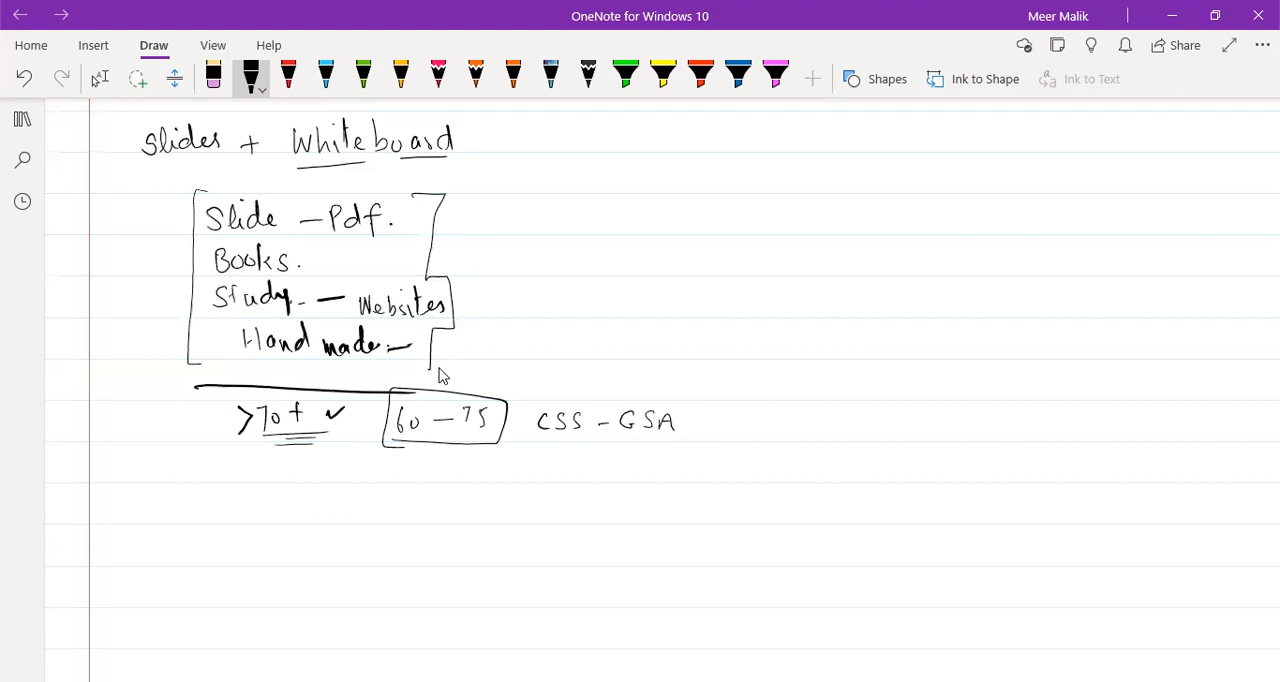 OneNote for Windows 10
Meer Malik
Home Insert Draw View Help
Share
Shapes Ink to Shape Ink to Text
Slides + Whiteboard
Slide - Pdf.
Books.
Study. - Websites
Hand made. -
>70+ ✓ 60 - 75 CSS - GSA